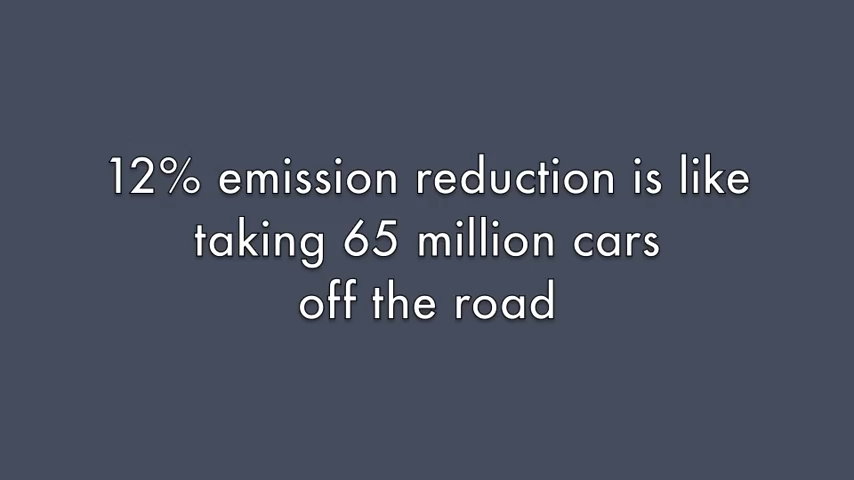 12% emission reduction is like
taking 65 million cars
off the road